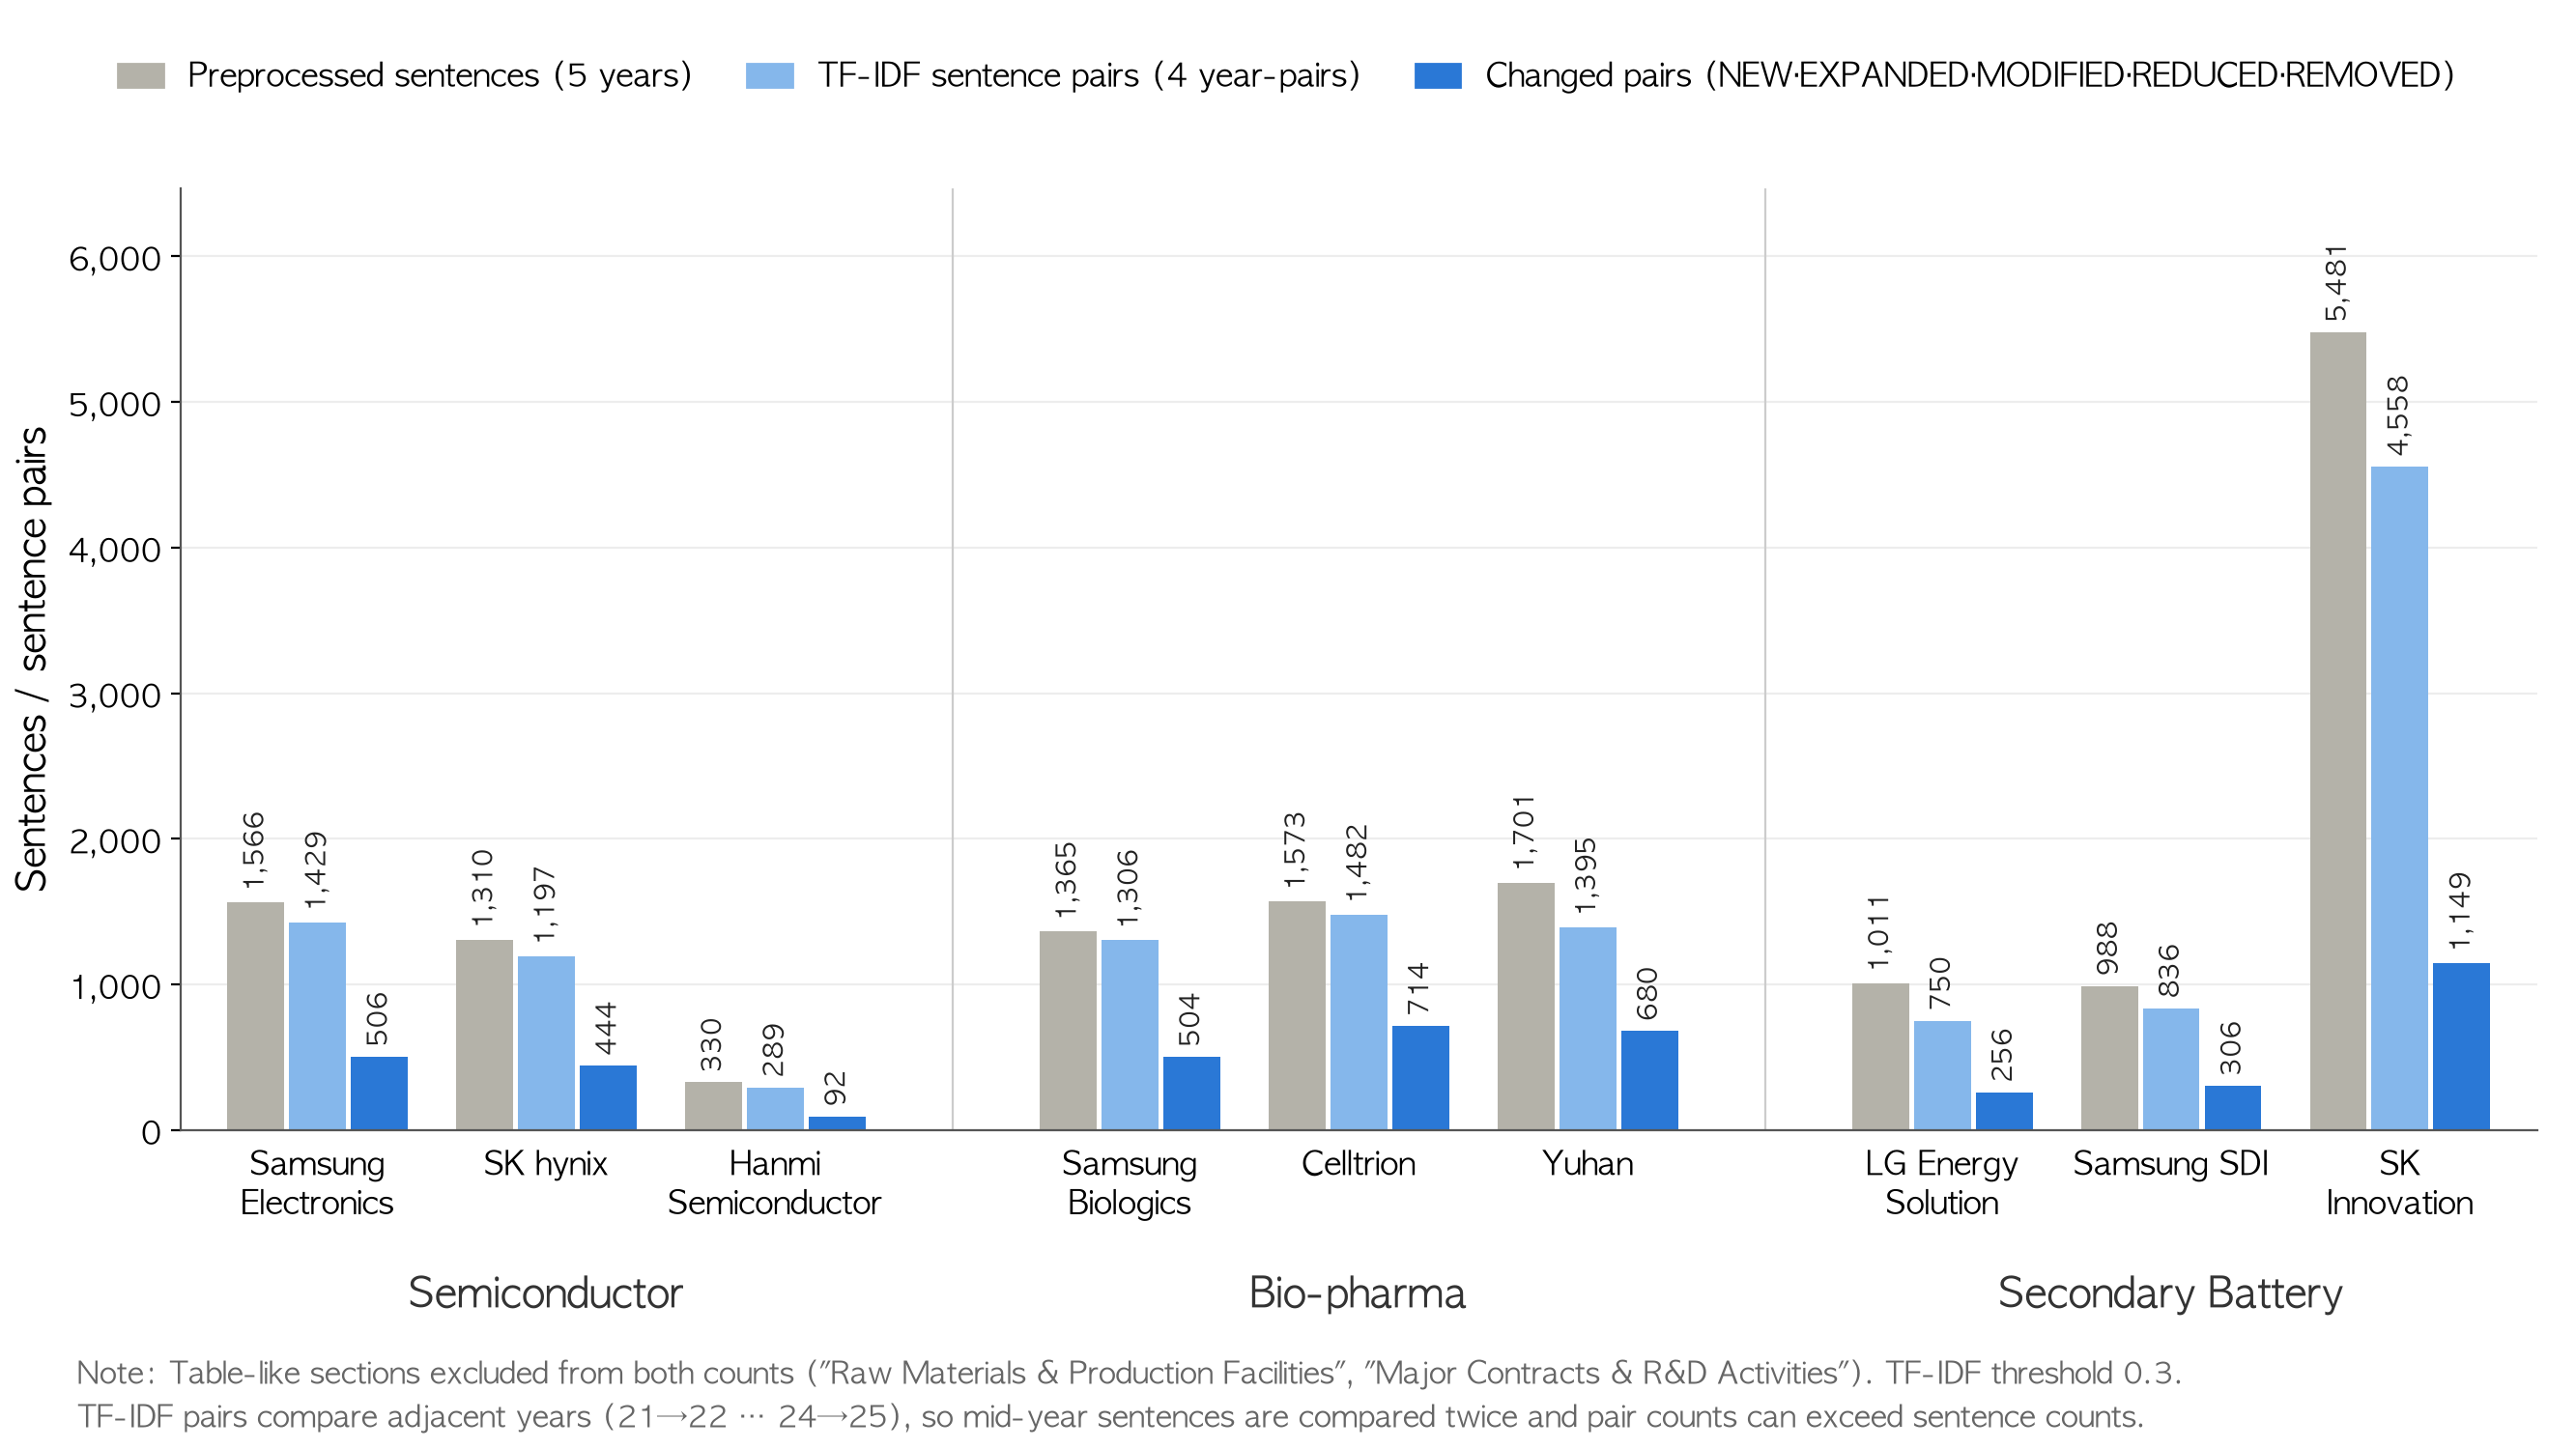 Preprocessed sentences (5 years)
TF-IDF sentence pairs (4 year-pairs)
Changed pairs (NEW·EXPANDED·MODIFIED·REDUCED·REMOVED)
Sentences / sentence pairs
6,000
5,000
4,000
3,000
2,000
1,000
0
1,566
1,429
506
1,310
1,197
444
330
289
92
1,365
1,306
504
1,573
1,482
714
1,701
1,395
680
1,011
750
256
988
836
306
5,481
4,558
1,149
Samsung
Electronics
SK hynix
Hanmi
Semiconductor
Samsung
Biologics
Celltrion
Yuhan
LG Energy
Solution
Samsung SDI
SK
Innovation
Semiconductor
Bio-pharma
Secondary Battery
Note: Table-like sections excluded from both counts ("Raw Materials & Production Facilities", "Major Contracts & R&D Activities"). TF-IDF threshold 0.3.
TF-IDF pairs compare adjacent years (21→22 ⋯ 24→25), so mid-year sentences are compared twice and pair counts can exceed sentence counts.